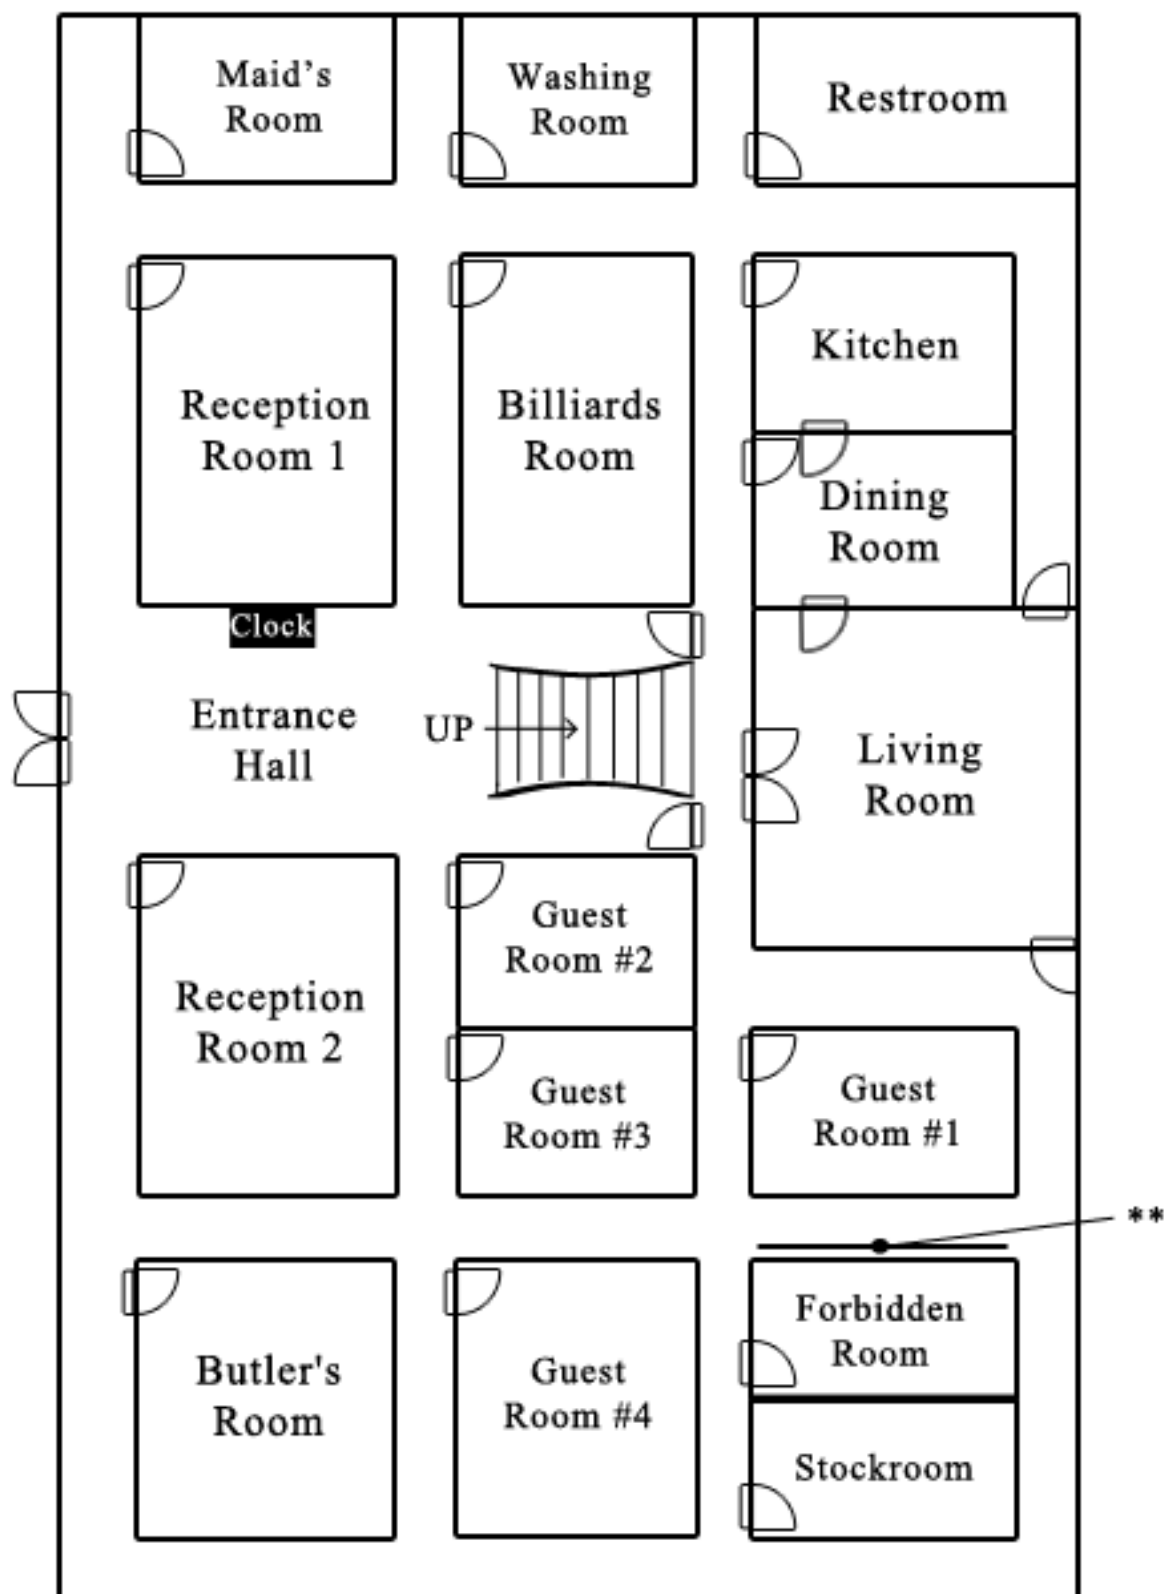 Maid’s
Room
Washing
Room
Restroom
Reception
Room 1
Billiards
Room
Kitchen
Dining
Room
Clock
Entrance
Hall
UP
Living
Room
Reception
Room 2
Guest
Room #2
Guest
Room #3
Guest
Room #1
**
Butler's
Room
Guest
Room #4
Forbidden
Room
Stockroom